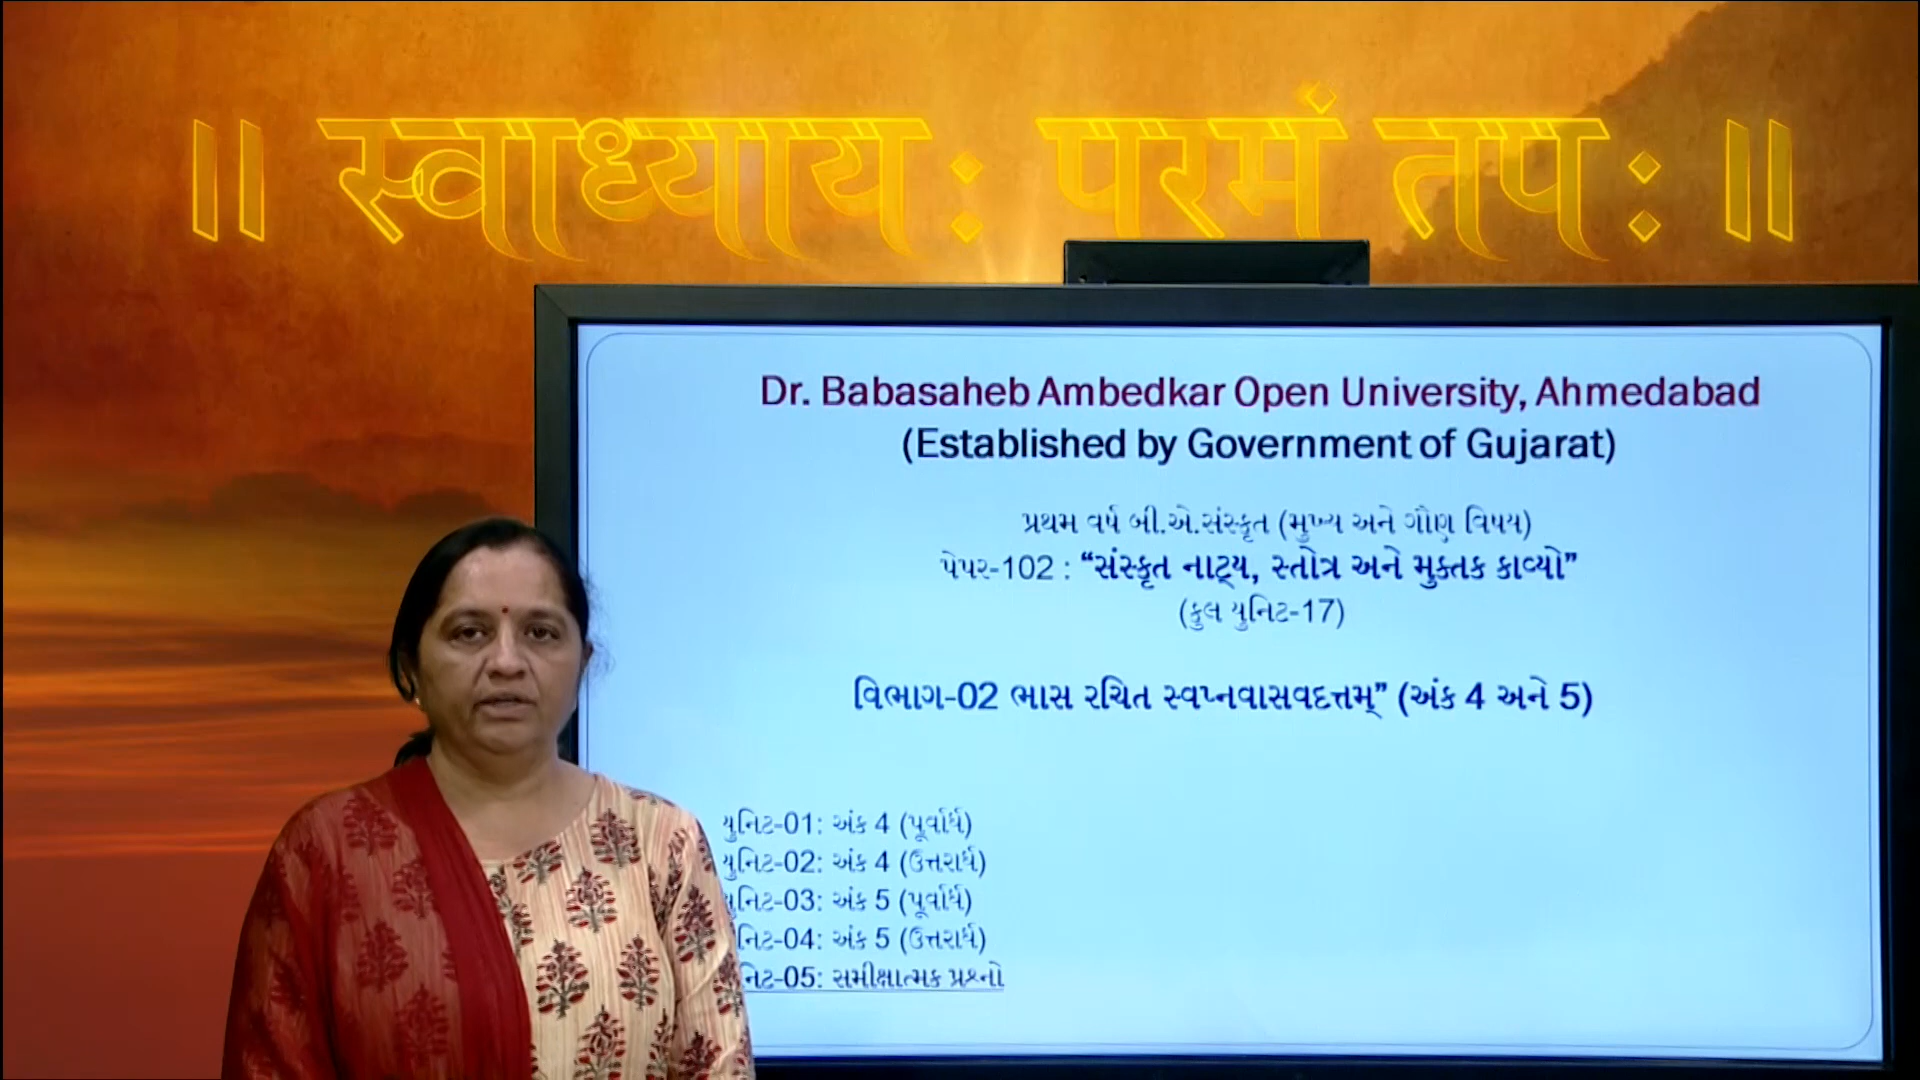 ॥ स्वाध्यायः परमं तपः ॥
Dr. Babasaheb Ambedkar Open University, Ahmedabad
(Established by Government of Gujarat)
પ્રથમ વર્ષ બી.એ.સંસ્કૃત (મુખ્ય અને ગૌણ વિષય)
પેપર-102 : “સંસ્કૃત નાટ્ય, સ્તોત્ર અને મુક્તક કાવ્યો”
(કુલ યુનિટ-17)
વિભાગ-02 ભાસ રચિત સ્વપ્નવાસવદત્તમ્” (અંક 4 અને 5)
યુનિટ-01: અંક 4 (પૂર્વાર્ધ)
યુનિટ-02: અંક 4 (ઉત્તરાર્ધ)
યુનિટ-03: અંક 5 (પૂર્વાર્ધ)
નિટ-04: અંક 5 (ઉત્તરાર્ધ)
નિટ-05: સમીક્ષાત્મક પ્રશ્નો